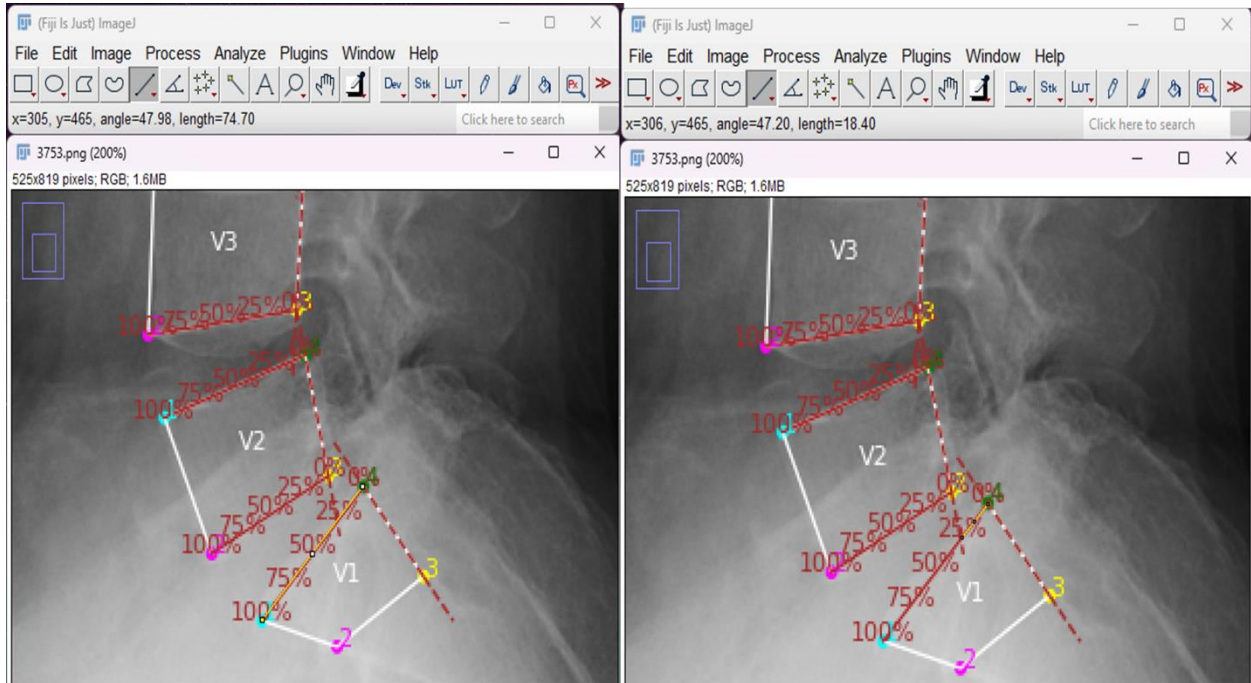 (Fiji Is Just) ImageJ
File Edit Image Process Analyze Plugins Window Help
Dev Stk LUT
x=305, y=465, angle=47.98, length=74.70
Click here to search
3753.png (200%)
525x819 pixels; RGB; 1.6MB
V3
0% 3
25%
50%
75%
100%
25%
50%
75%
100%
V2
0% 3
25%
50%
75%
100%
0% 4
25%
50%
75%
100%
V1
3
2
(Fiji Is Just) ImageJ
File Edit Image Process Analyze Plugins Window Help
Dev Stk LUT
x=306, y=465, angle=47.20, length=18.40
Click here to search
3753.png (200%)
525x819 pixels; RGB; 1.6MB
V3
25%
50%
75%
100%
25%
50%
75%
100%
V2
0% 3
25%
50%
75%
100%
0% 4
25%
50%
75%
100%
V1
3
2